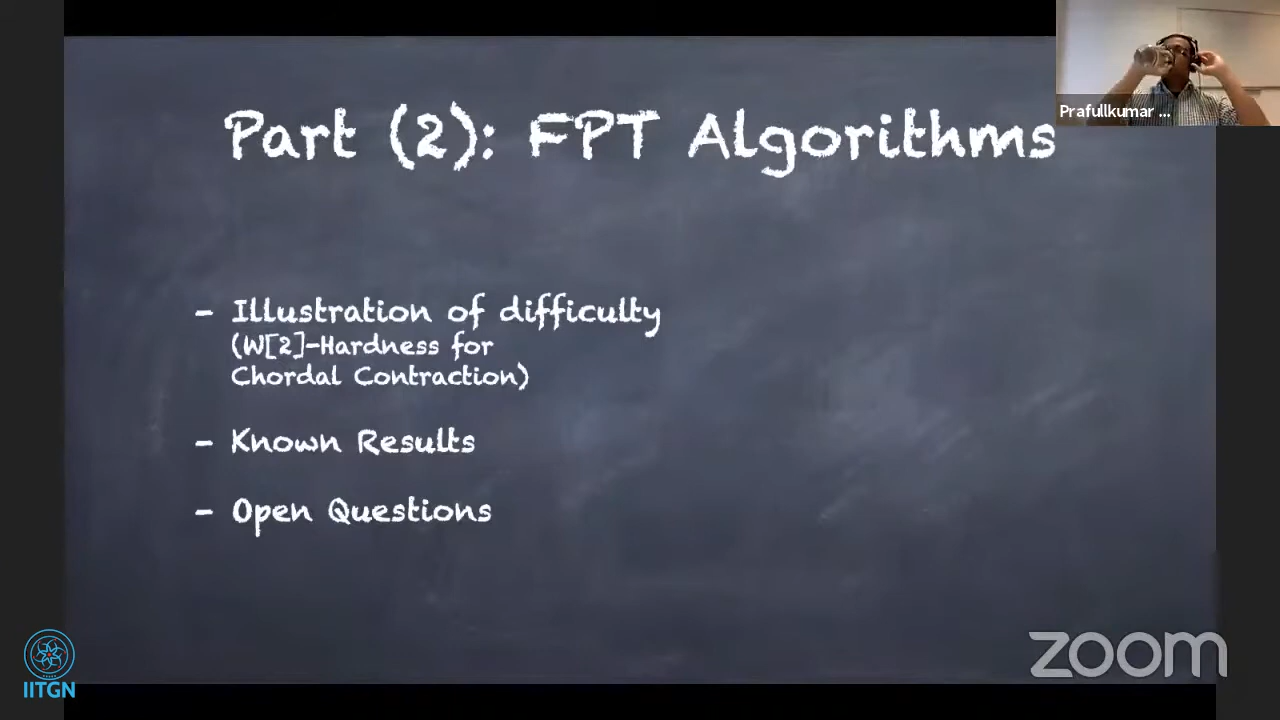 Part (2): FPT Algorithms
Prafullkumar ...
- Illustration of difficulty
(W[2]-Hardness for
Chordal Contraction)
- Known Results
- Open Questions
IITGN
zoom